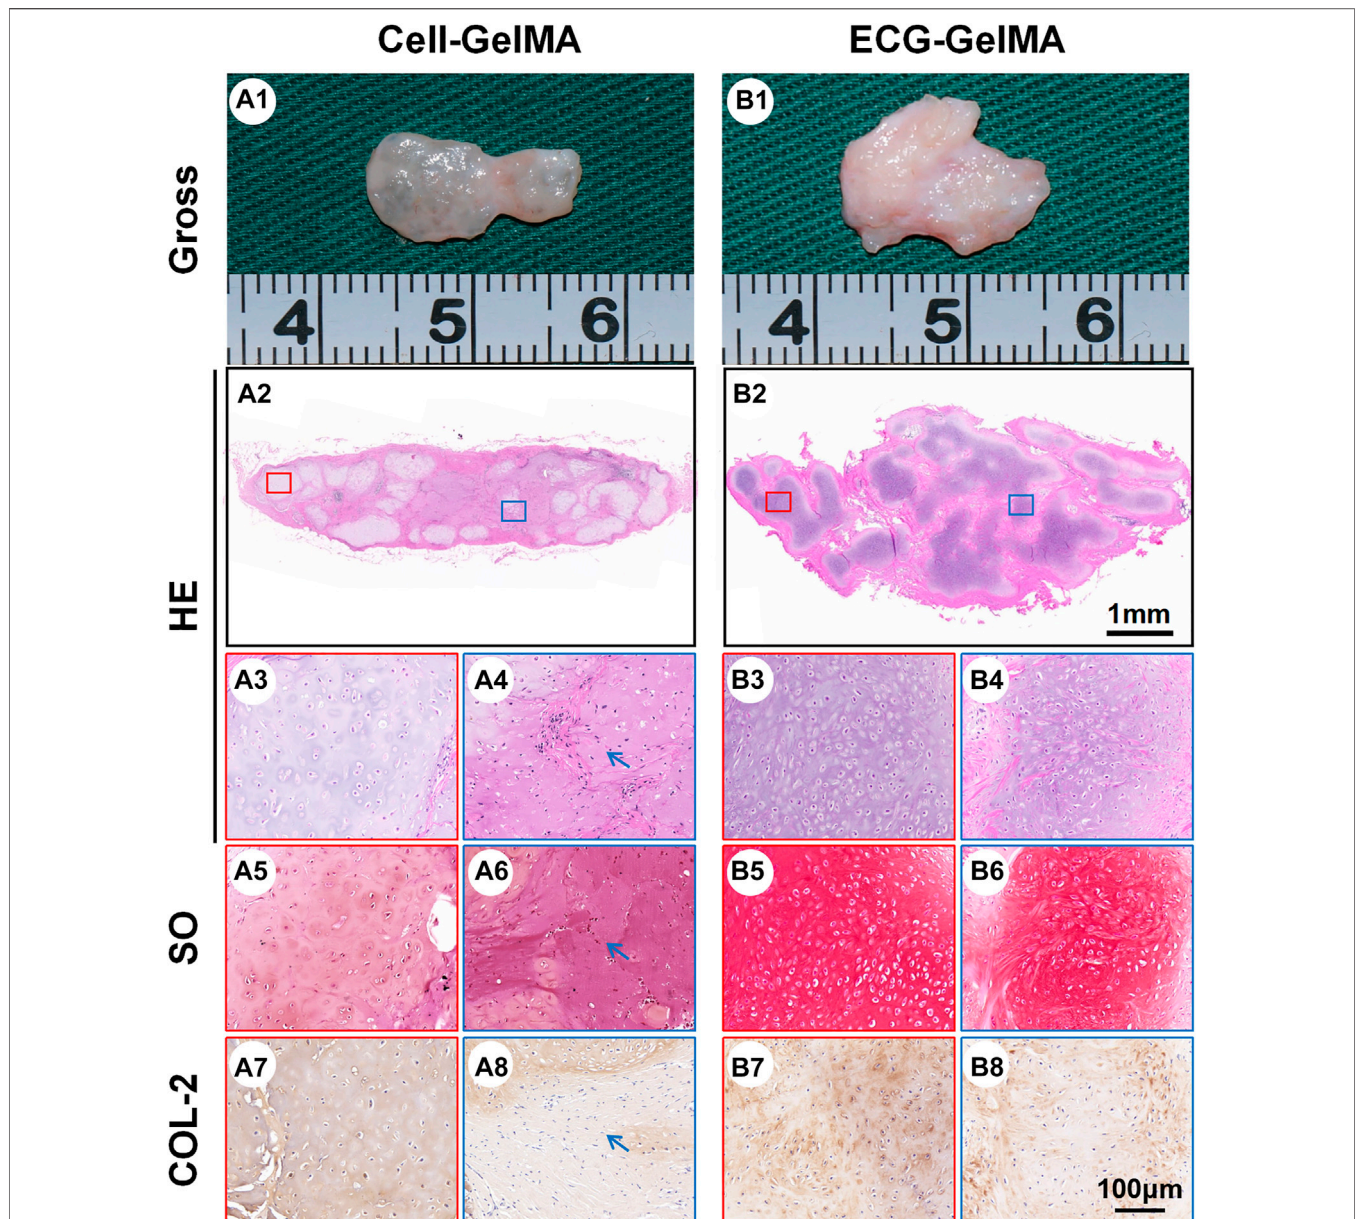 Cell-GelMA
ECG-GelMA
Gross
A1
B1
4 5 6
4 5 6
HE
A2
B2
1mm
A3
A4
B3
B4
SO
A5
A6
B5
B6
COL-2
A7
A8
B7
B8
100µm